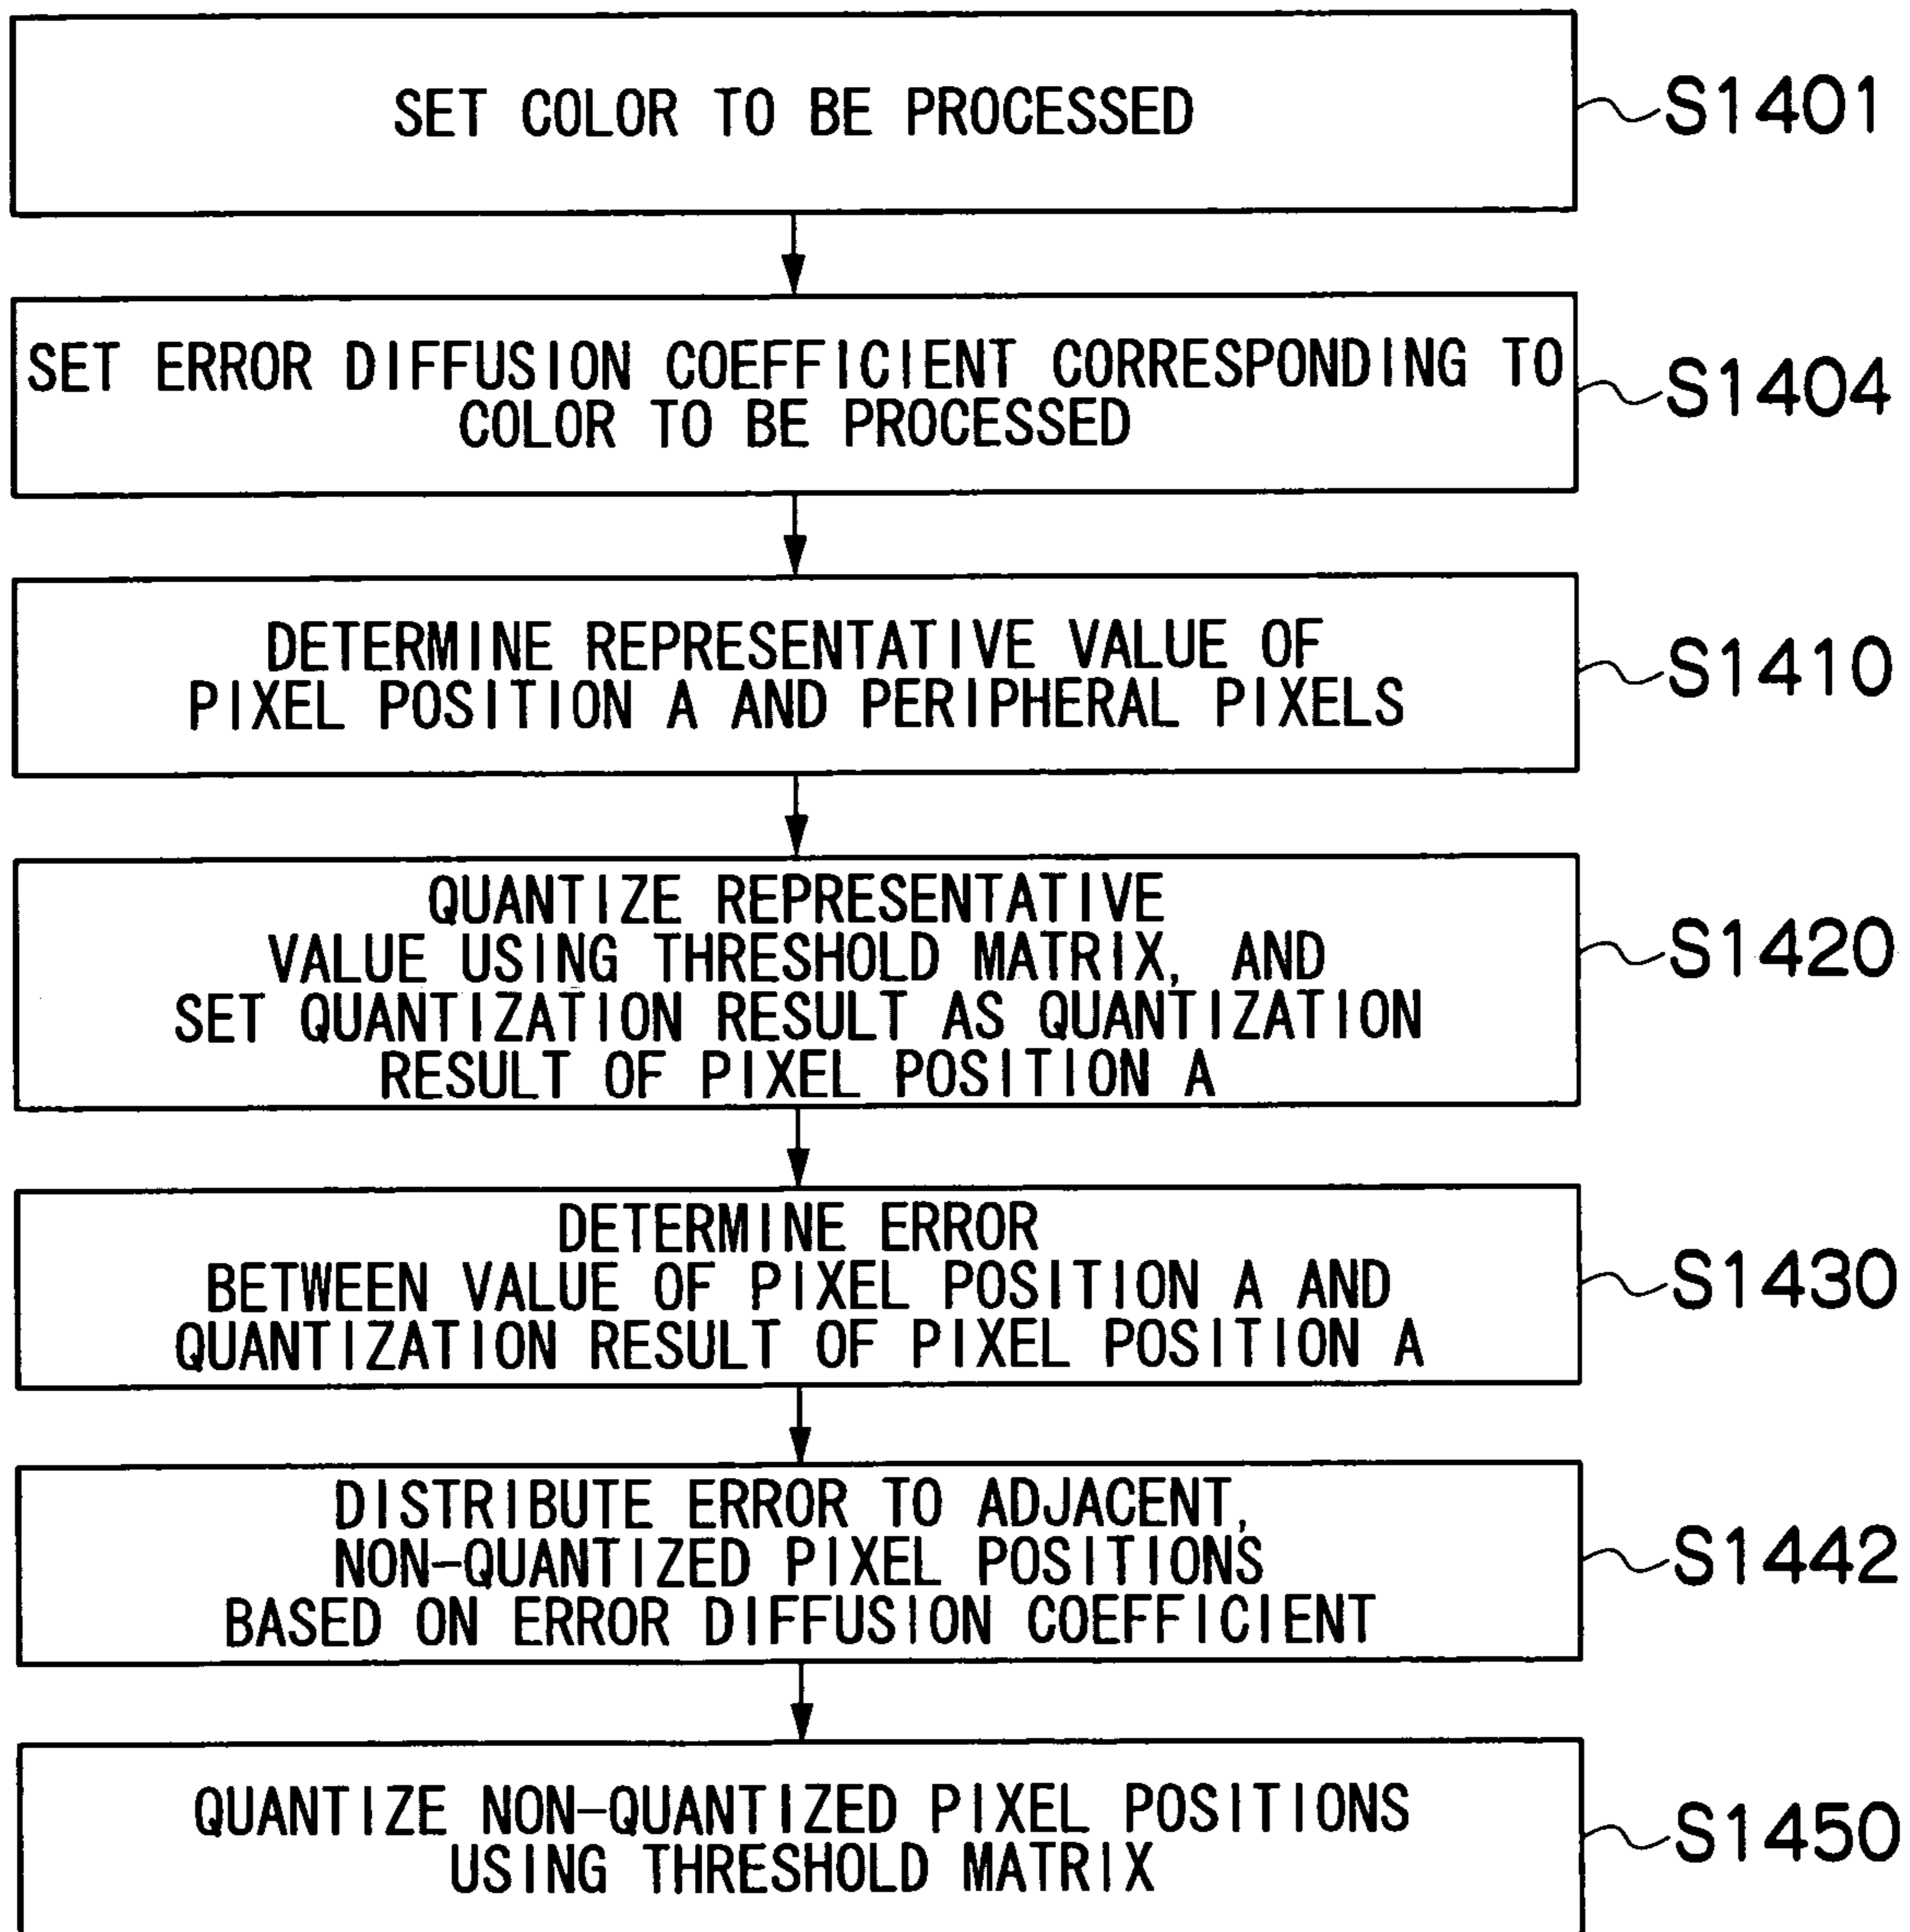 SET COLOR TO BE PROCESSED
S1401
SET ERROR DIFFUSION COEFFICIENT CORRESPONDING TO
COLOR TO BE PROCESSED
S1404
DETERMINE REPRESENTATIVE VALUE OF
PIXEL POSITION A AND PERIPHERAL PIXELS
S1410
QUANTIZE REPRESENTATIVE
VALUE USING THRESHOLD MATRIX, AND
SET QUANTIZATION RESULT AS QUANTIZATION
RESULT OF PIXEL POSITION A
S1420
DETERMINE ERROR
BETWEEN VALUE OF PIXEL POSITION A AND
QUANTIZATION RESULT OF PIXEL POSITION A
S1430
DISTRIBUTE ERROR TO ADJACENT,
NON-QUANTIZED PIXEL POSITIONS
BASED ON ERROR DIFFUSION COEFFICIENT
S1442
QUANTIZE NON-QUANTIZED PIXEL POSITIONS
USING THRESHOLD MATRIX
S1450